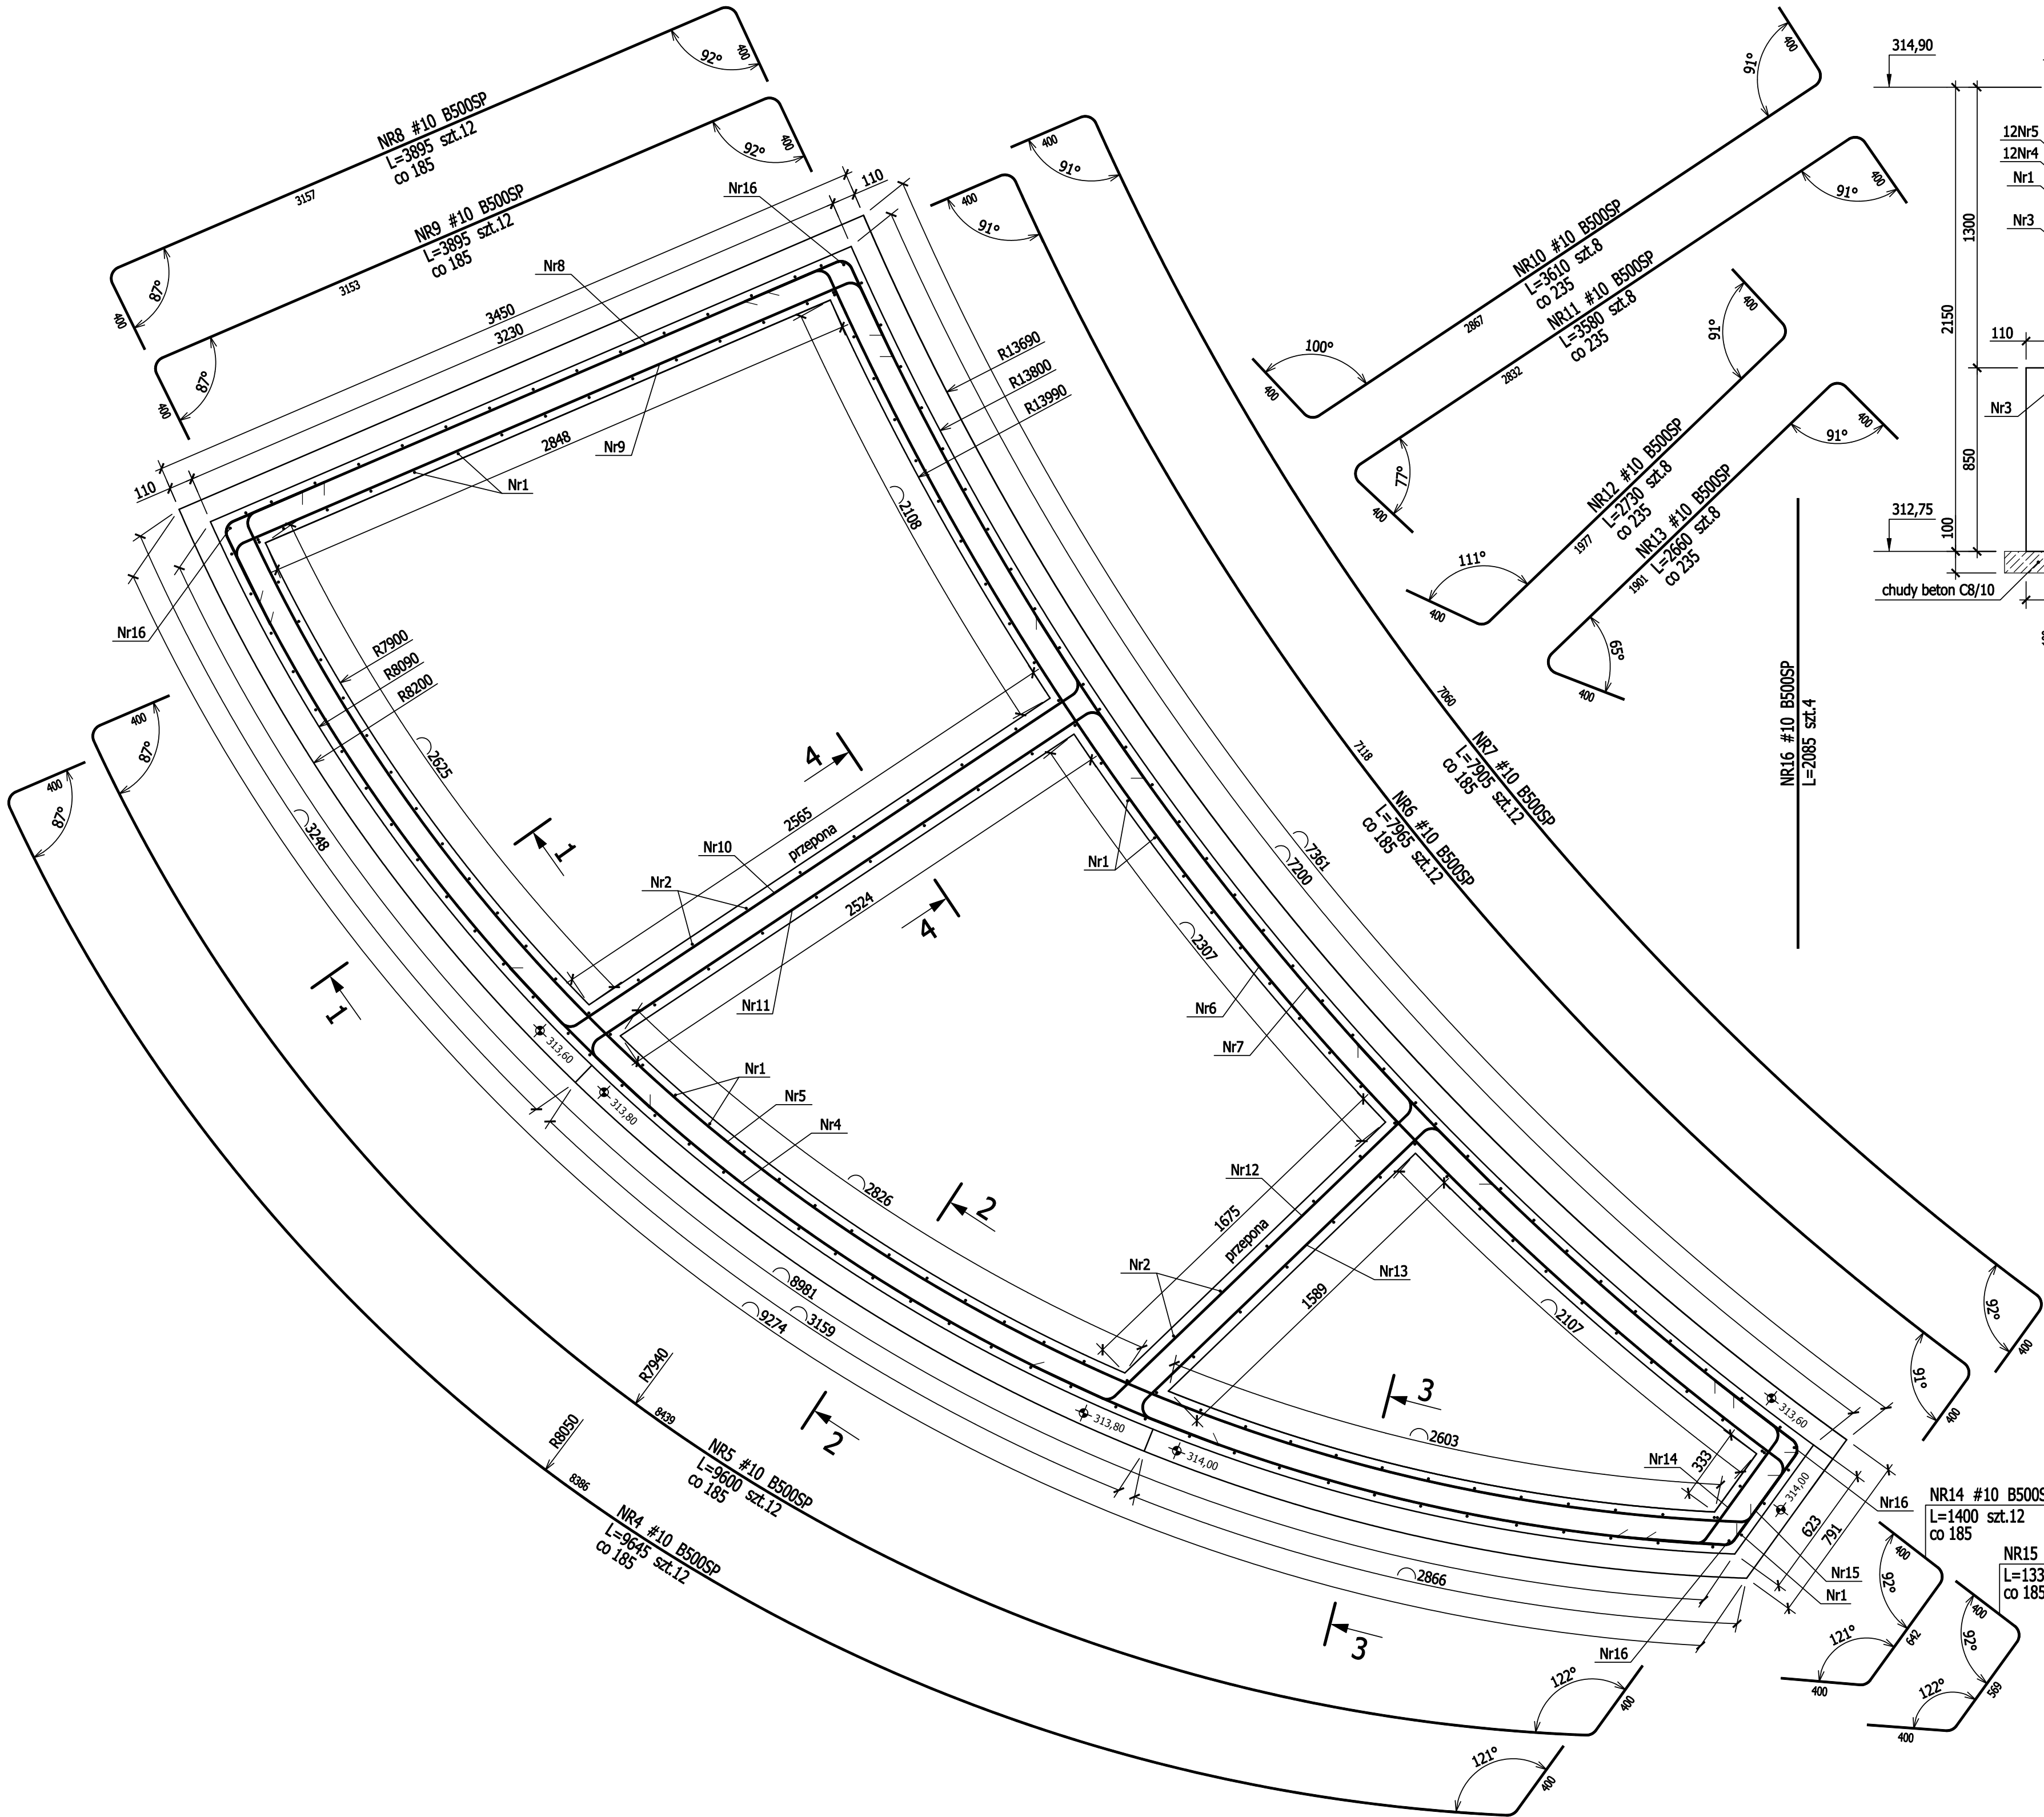 NR8 #10 B500SP
L=3895 szt.12
co 185
3157
400
92°
87°
400
NR9 #10 B500SP
L=3895 szt.12
co 185
3153
400
92°
87°
400
Nr16
110
3450
3230
Nr8
2848
Nr9
Nr1
110
Nr16
R13690
R13800
R13990
2108
R7900
R8090
R8200
2625
3248
400
91°
400
91°
NR10 #10 B500SP
L=3610 szt.8
co 235
2867
400
91°
100°
400
NR11 #10 B500SP
L=3580 szt.8
co 235
2832
400
91°
77°
400
NR12 #10 B500SP
L=2730 szt.8
co 235
1977
400
91°
111°
400
NR13 #10 B500SP
L=2660 szt.8
co 235
1901
400
91°
65°
400
NR16 #10 B500SP
L=2085 szt.4
314,90
12Nr5
12Nr4
Nr1
Nr3
1300
2150
110
Nr3
850
312,75
100
chudy beton C8/10
7060
NR7 #10 B500SP
L=7905 szt.12
co 185
7118
NR6 #10 B500SP
L=7965 szt.12
co 185
92°
400
91°
400
400
87°
400
87°
4
4
1
1
2565
przepona
Nr10
Nr2
2524
Nr11
Nr1
7361
7200
2307
Nr6
Nr7
313,60
313,80
Nr1
Nr5
Nr4
2826
2
2
1675
przepona
Nr12
Nr2
Nr13
1589
2107
8981
3159
9274
3
3
2603
333
313,80
314,00
313,60
314,00
Nr14
Nr16
623
791
Nr15
Nr1
2866
Nr16
R7940
8439
NR5 #10 B500SP
L=9600 szt.12
co 185
R8050
8386
NR4 #10 B500SP
L=9645 szt.12
co 185
122°
400
121°
400
NR14 #10 B500S
L=1400 szt.12
co 185
400
92°
121°
642
400
NR15
L=133
co 185
400
92°
122°
569
400